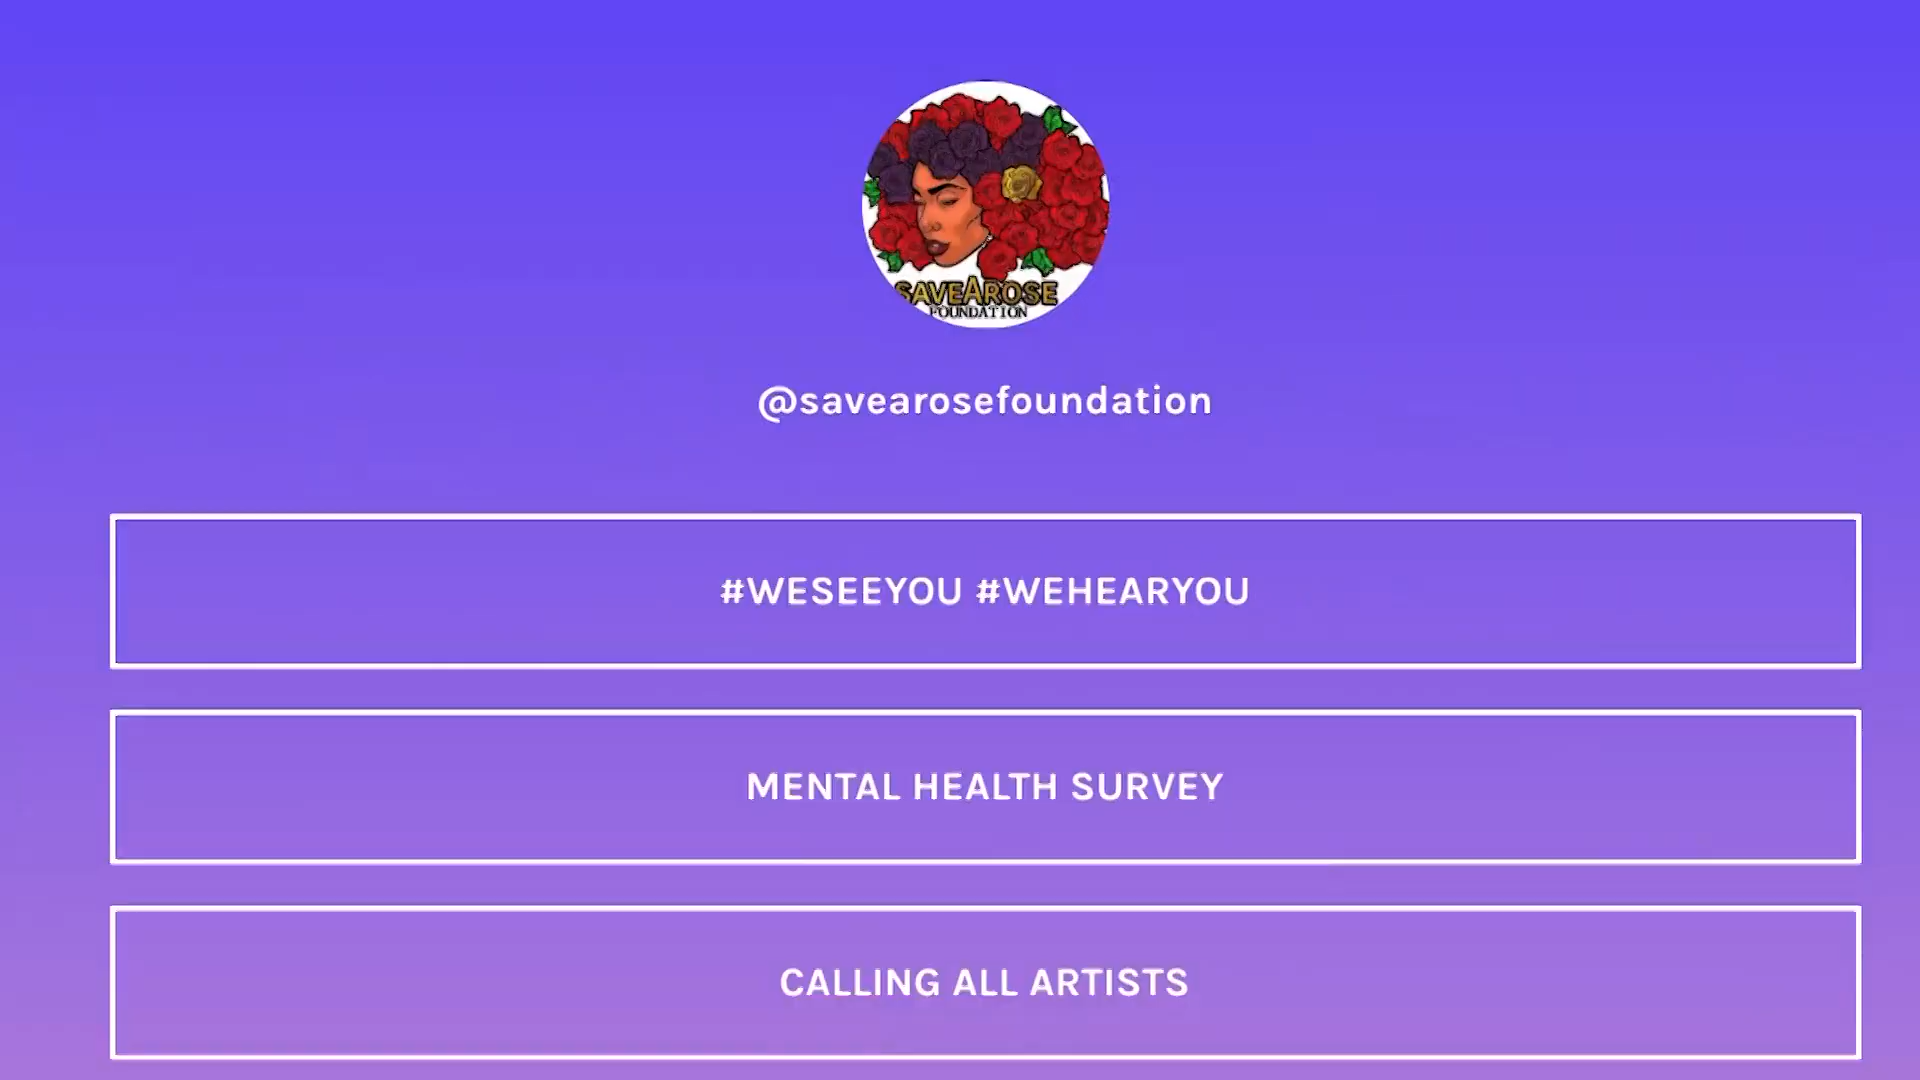 SAVEAROSE
FOUNDATION
@savearosefoundation
#WESEEYOU #WEHEARYOU
MENTAL HEALTH SURVEY
CALLING ALL ARTISTS